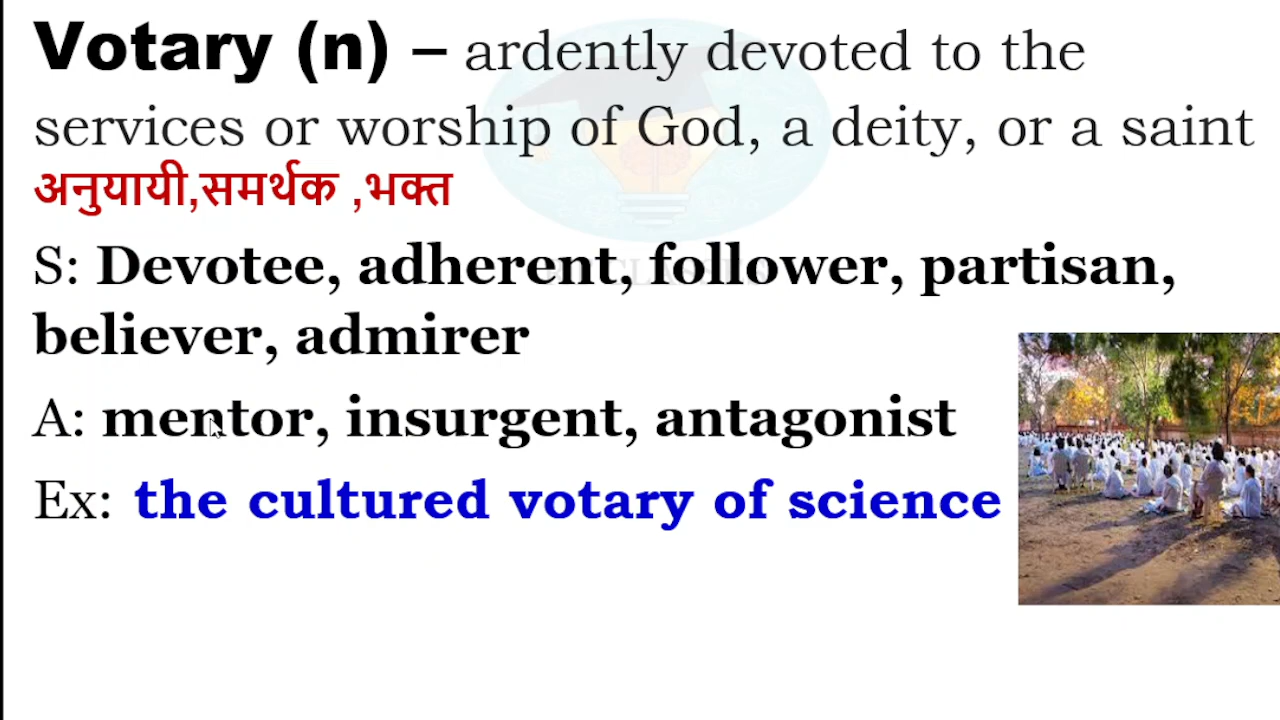 Votary (n) – ardently devoted to the
services or worship of God, a deity, or a saint
अनुयायी,समर्थक ,भक्त
S: Devotee, adherent, follower, partisan,
believer, admirer
A: mentor, insurgent, antagonist
Ex: the cultured votary of science